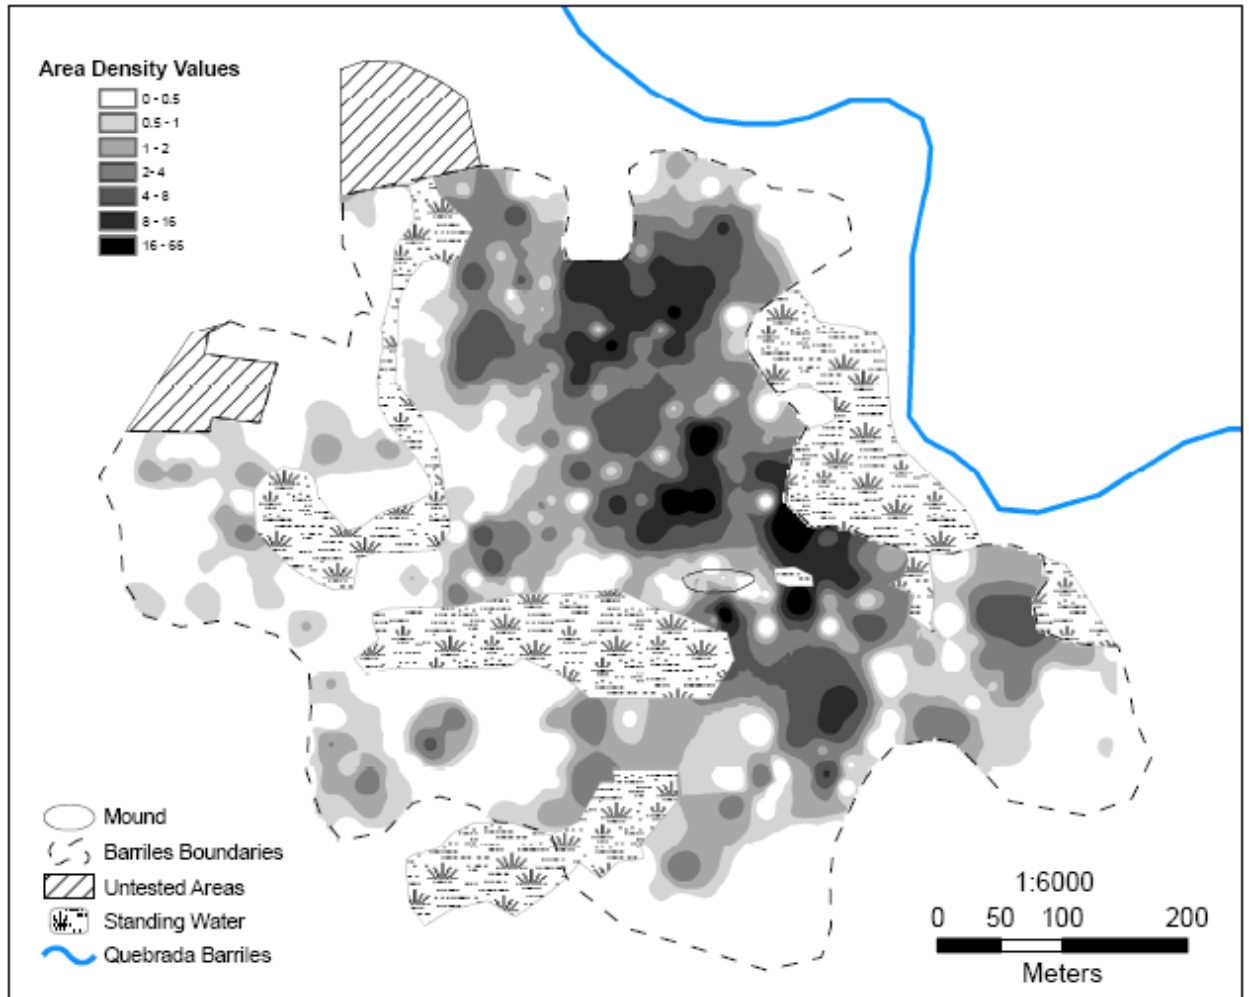 Area Density Values
0 - 0.5
0.5 - 1
1 - 2
2 - 4
4 - 8
8 - 16
16 - 66
Mound
Barriles Boundaries
Untested Areas
Standing Water
Quebrada Barriles
1:6000
0 50 100 200
Meters